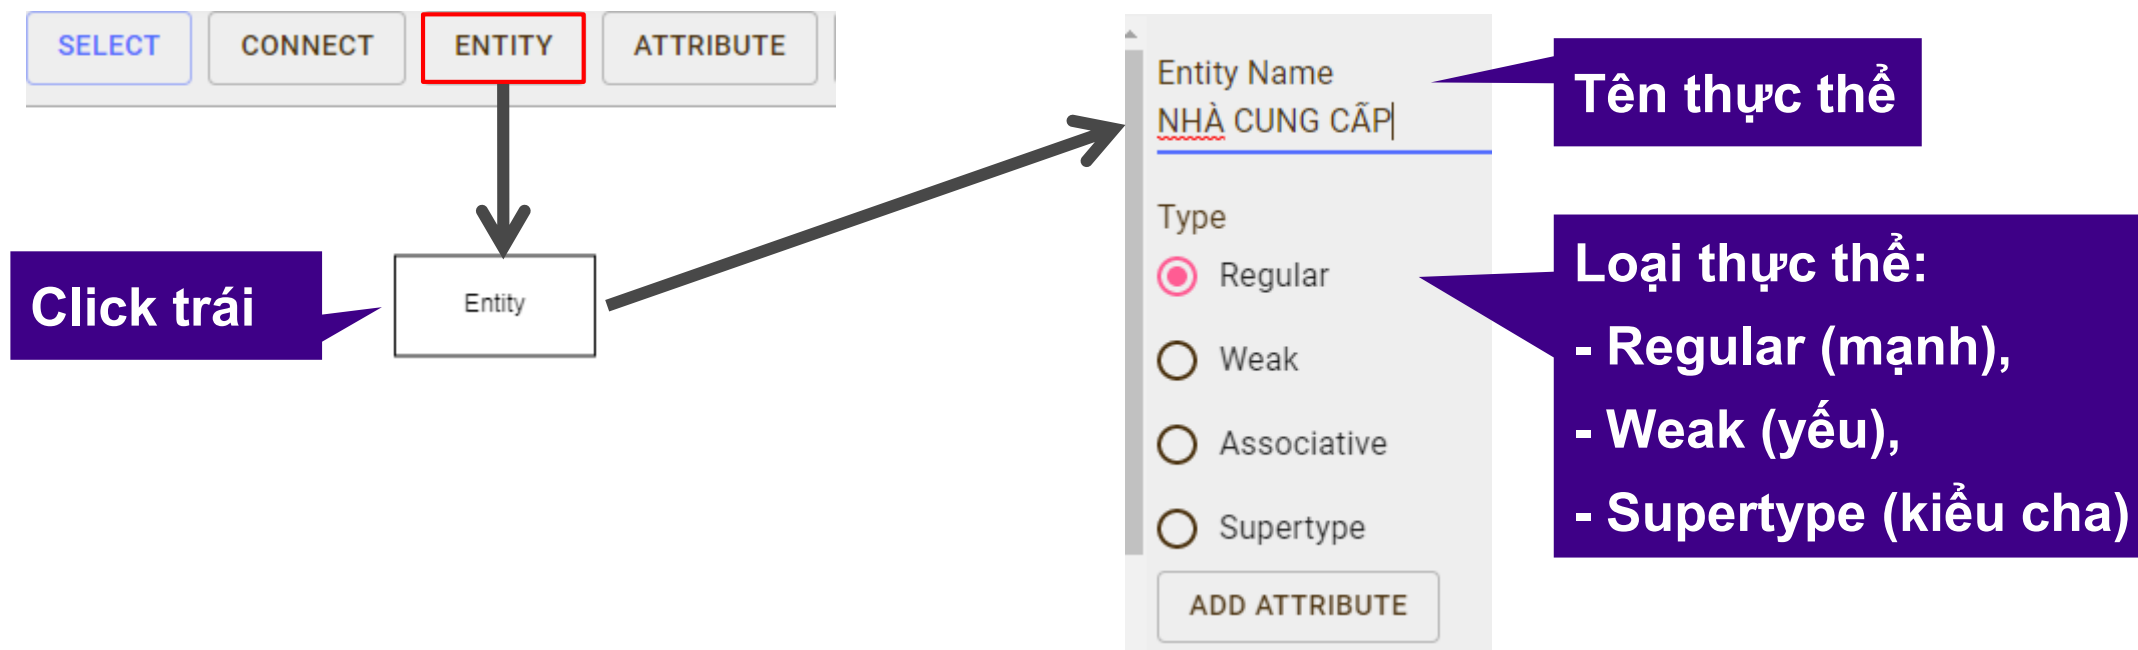 SELECT CONNECT ENTITY ATTRIBUTE
Click trái
Entity
Entity Name
NHÀ CUNG CẤP
Tên thực thể
Type
Regular
Weak
Associative
Supertype
ADD ATTRIBUTE
Loại thực thể:
- Regular (mạnh),
- Weak (yếu),
- Supertype (kiểu cha)